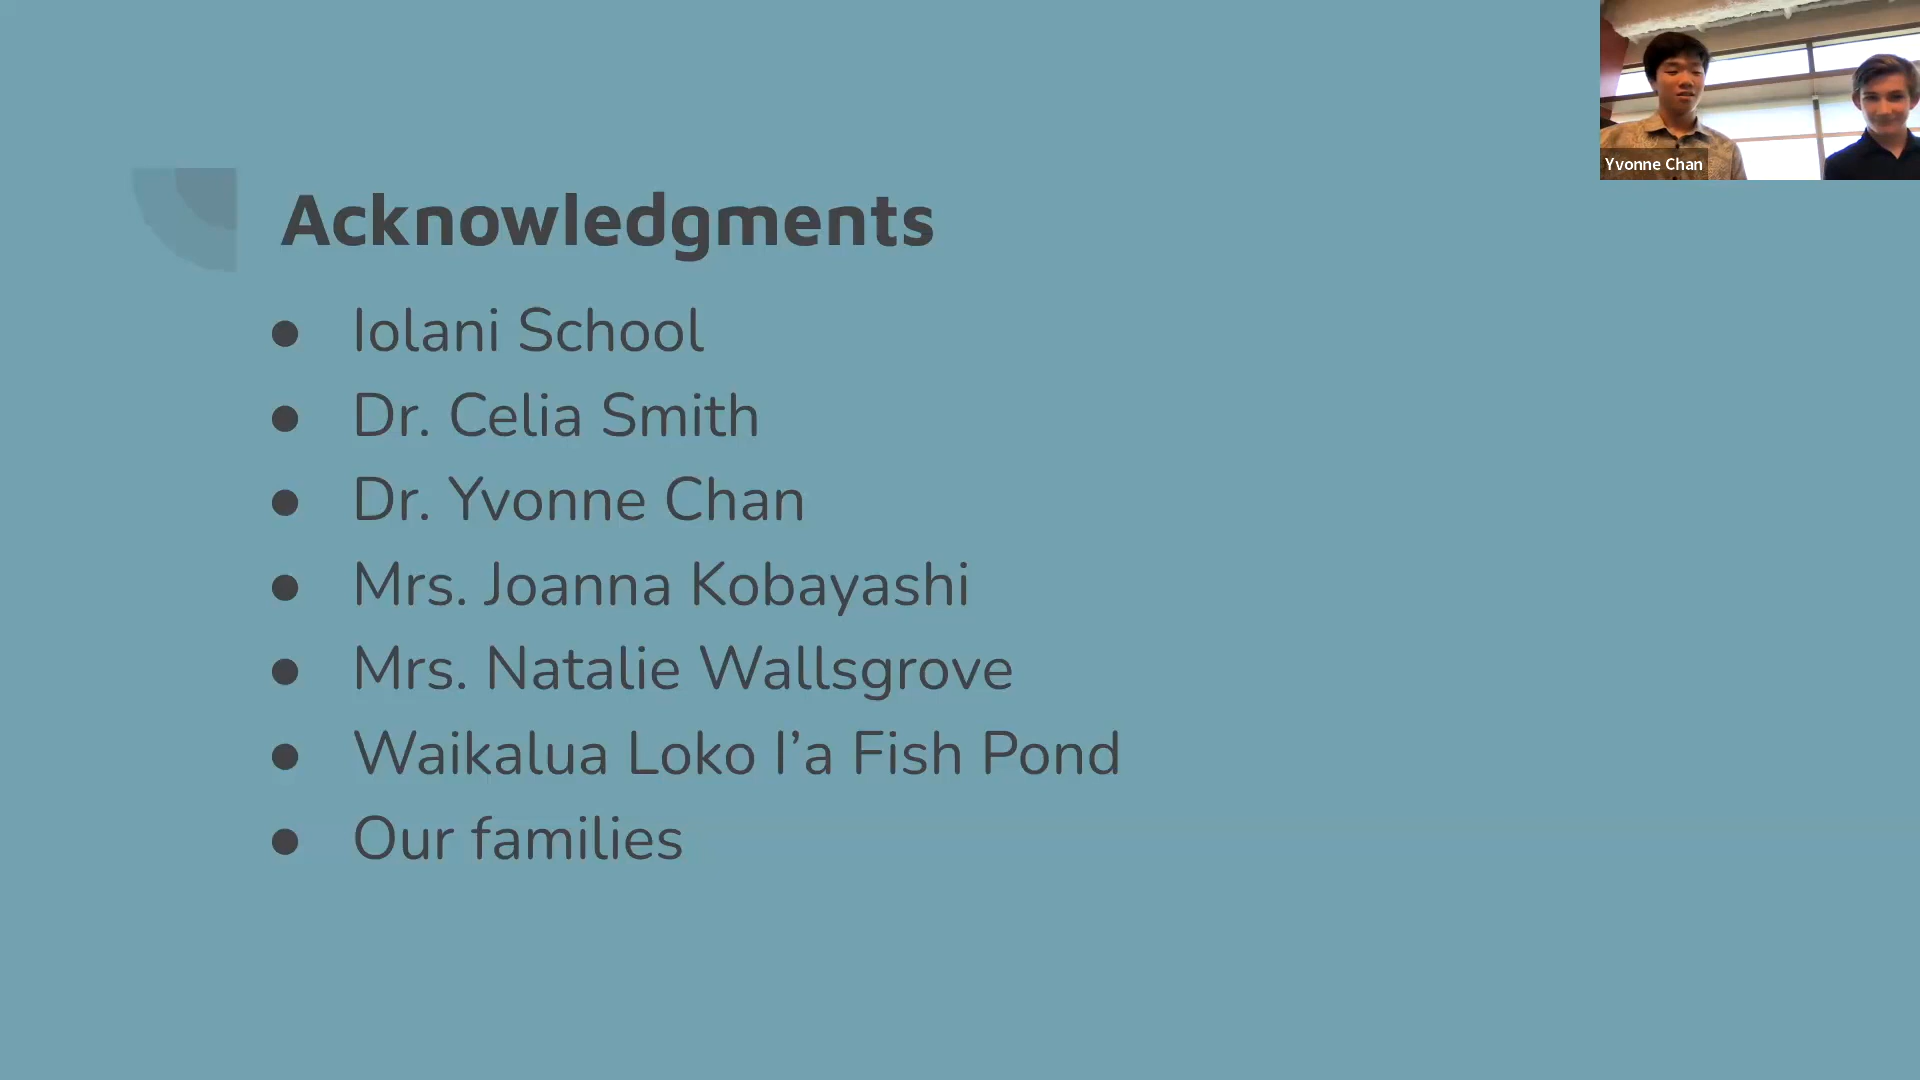 Yvonne Chan
Acknowledgments
● Iolani School
● Dr. Celia Smith
● Dr. Yvonne Chan
● Mrs. Joanna Kobayashi
● Mrs. Natalie Wallsgrove
● Waikalua Loko I’a Fish Pond
● Our families